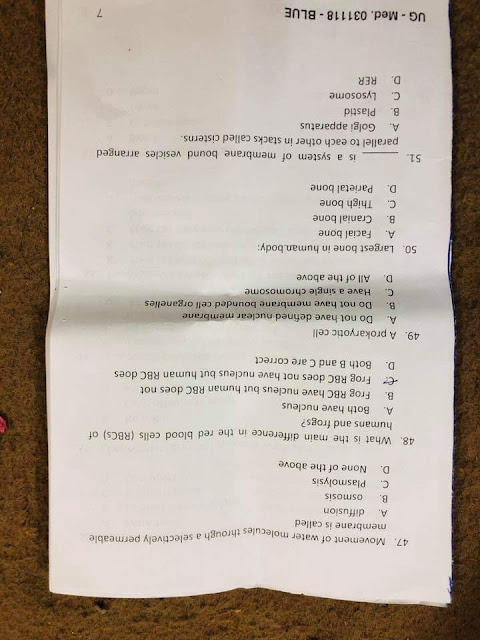 47. Movement of water molecules through a selectively permeable
membrane is called
A. diffusion
B. osmosis
C. Plasmolysis
D. None of the above
48. What is the main difference in the red blood cells (RBCs) of
humans and frogs?
A. Both have nucleus
B. Frog RBC have nucleus but human RBC does not
C. Frog RBC does not have nucleus but human RBC does
D. Both B and C are correct
49. A prokaryotic cell
A. Do not have defined nuclear membrane
B. Do not have membrane bounded cell organelles
C. Have a single chromosome
D. All of the above
50. Largest bone in human.body:
A. Facial bone
B. Cranial bone
C. Thigh bone
D. Parietal bone
51. ______ is a system of membrane bound vesicles arranged
parallel to each other in stacks called cisterns.
A. Golgi apparatus
B. Plastid
C. Lysosome
D. RER
UG - Med. 031118 - BLUE 7